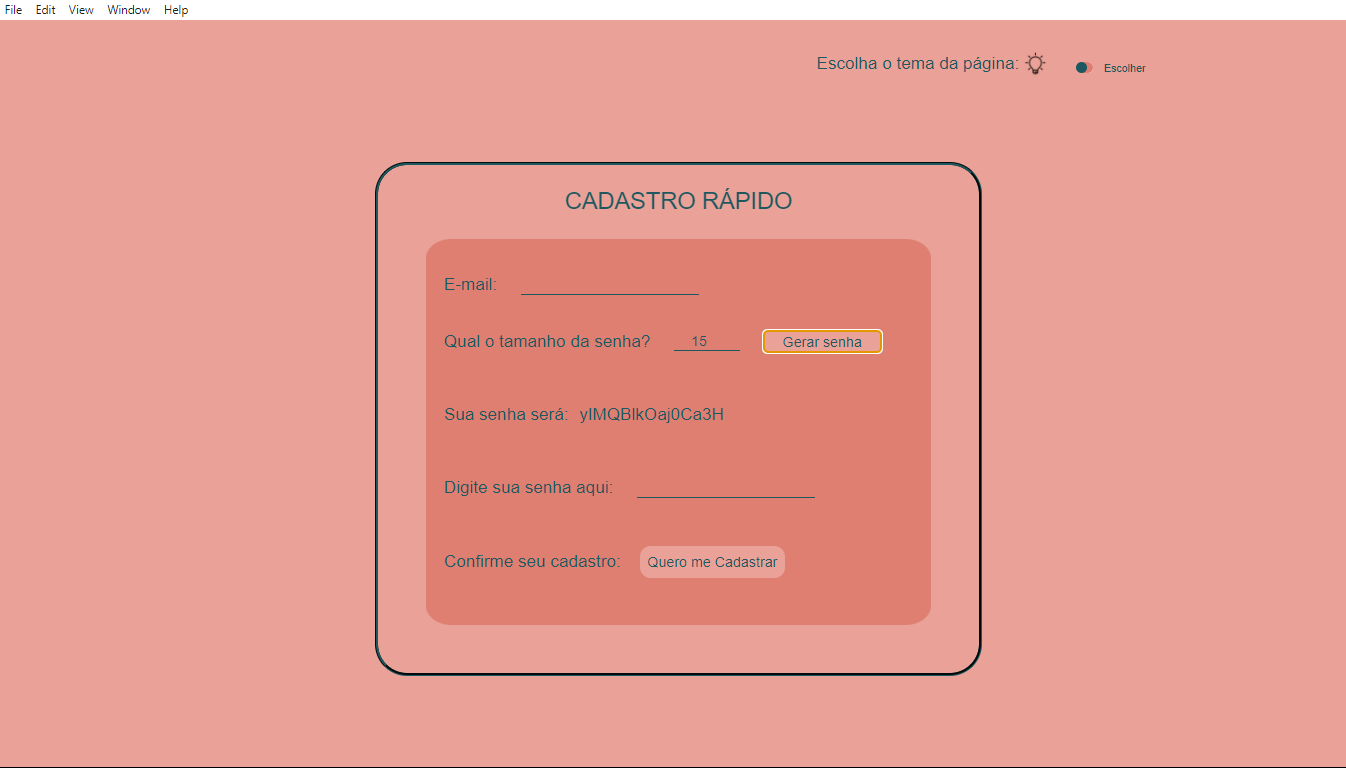 File Edit View Window Help
Escolha o tema da página: Escolher
CADASTRO RÁPIDO
E-mail:
Qual o tamanho da senha? 15 Gerar senha
Sua senha será: yIMQBIkOaj0Ca3H
Digite sua senha aqui:
Confirme seu cadastro: Quero me Cadastrar